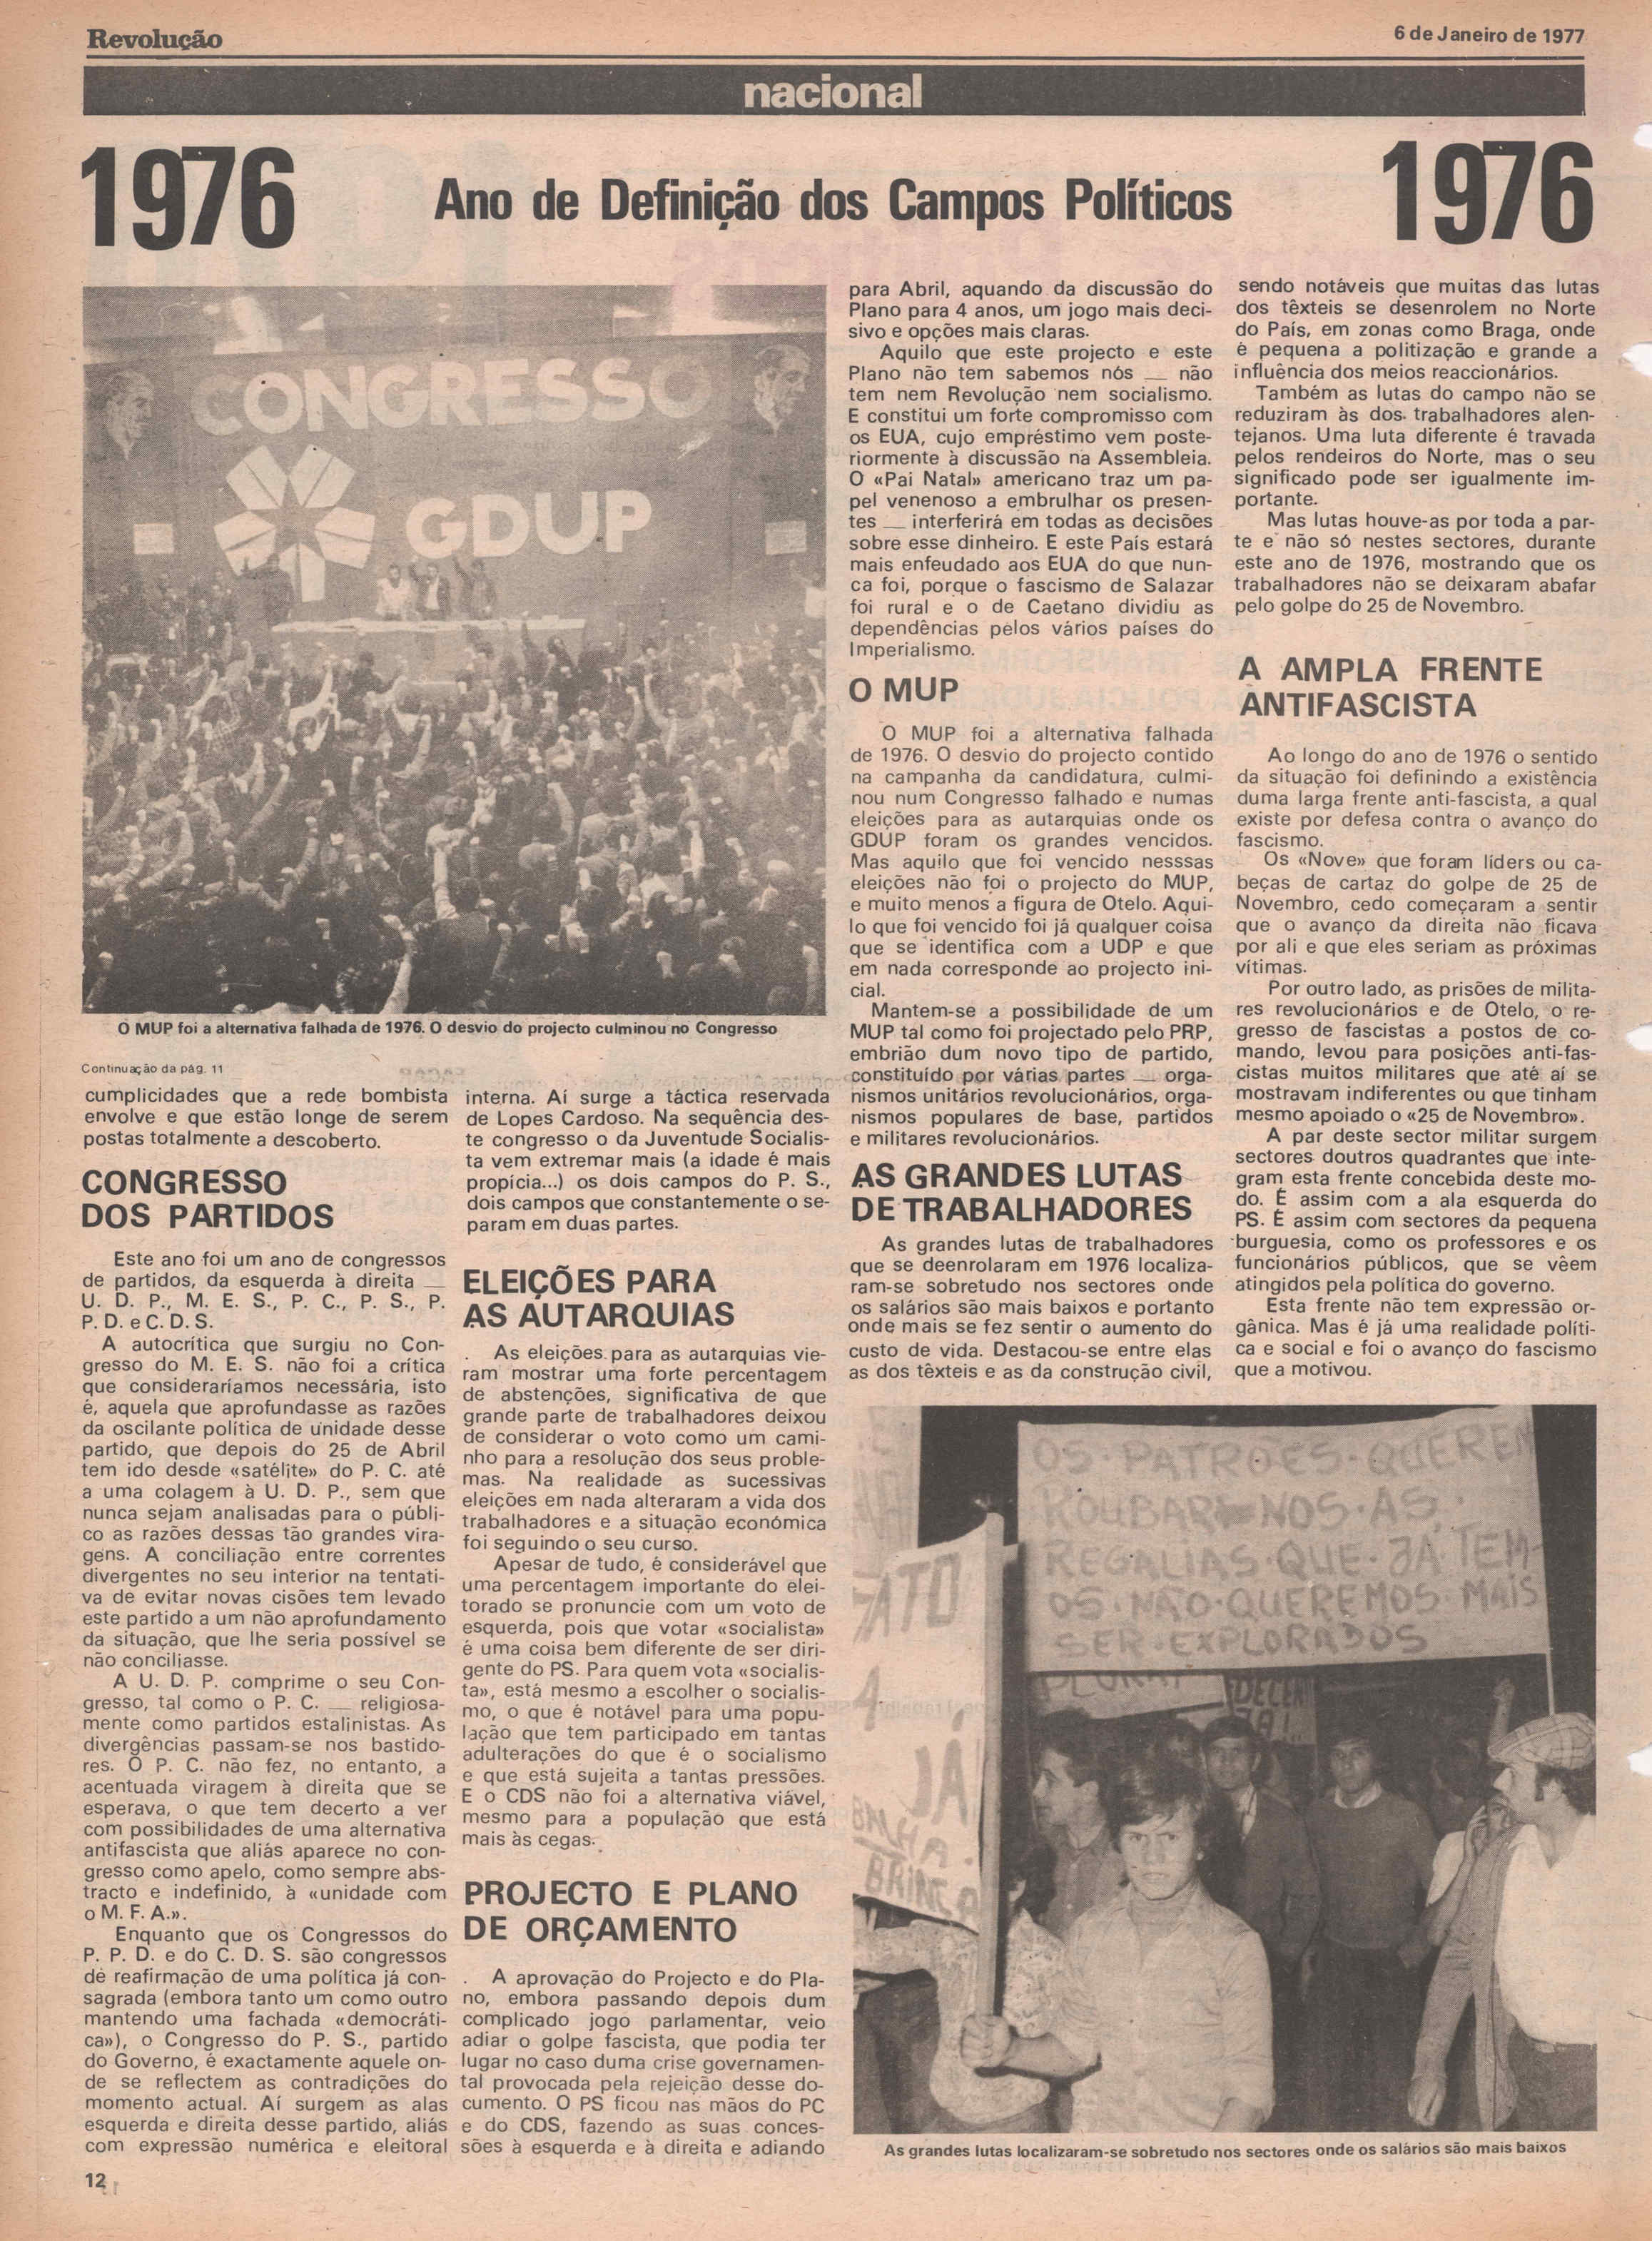 Revolução
6 de Janeiro de 1977
nacional
1976
Ano de Definição dos Campos Políticos
1976
CONGRESSO
GDUP
O MUP foi a alternativa falhada de 1976. O desvio do projecto culminou no Congresso
Continuação da pág. 11
cumplicidades que a rede bombista
envolve e que estão longe de serem
postas totalmente a descoberto.
CONGRESSO
DOS PARTIDOS
Este ano foi um ano de congressos
de partidos, da esquerda à direita —
U. D. P., M. E. S., P. C., P. S., P.
P. D. e C. D. S.
A autocrítica que surgiu no Con-
gresso do M. E. S. não foi a crítica
que consideraríamos necessária, isto
é, aquela que aprofundasse as razões
da oscilante política de unidade desse
partido, que depois do 25 de Abril
tem ido desde «satélite» do P. C. até
a uma colagem à U. D. P., sem que
nunca sejam analisadas para o públi-
co as razões dessas tão grandes vira-
gens. A conciliação entre correntes
divergentes no seu interior na tentati-
va de evitar novas cisões tem levado
este partido a um não aprofundamento
da situação, que lhe seria possível se
não conciliasse.
A U. D. P. comprime o seu Con-
gresso, tal como o P. C. — religiosa-
mente como partidos estalinistas. As
divergências passam-se nos bastido-
res. O P. C. não fez, no entanto, a
acentuada viragem à direita que se
esperava, o que tem decerto a ver
com possibilidades de uma alternativa
antifascista que aliás aparece no con-
gresso como apelo, como sempre abs-
tracto e indefinido, à «unidade com
o M. F. A.».
Enquanto que os Congressos do
P. P. D. e do C. D. S. são congressos
de reafirmação de uma política já con-
sagrada (embora tanto um como outro
mantendo uma fachada «democráti-
ca»), o Congresso do P. S., partido
do Governo, é exactamente aquele on-
de se reflectem as contradições do
momento actual. Aí surgem as alas
esquerda e direita desse partido, aliás
com expressão numérica e eleitoral
interna. Aí surge a táctica reservada
de Lopes Cardoso. Na sequência des-
te congresso o da Juventude Socialis-
ta vem extremar mais (a idade é mais
propícia...) os dois campos do P. S.,
dois campos que constantemente o se-
param em duas partes.
ELEIÇÕES PARA
AS AUTARQUIAS
As eleições para as autarquias vie-
ram mostrar uma forte percentagem
de abstenções, significativa de que
grande parte de trabalhadores deixou
de considerar o voto como um cami-
nho para a resolução dos seus proble-
mas. Na realidade as sucessivas
eleições em nada alteraram a vida dos
trabalhadores e a situação económica
foi seguindo o seu curso.
Apesar de tudo, é considerável que
uma percentagem importante do elei-
torado se pronuncie com um voto de
esquerda, pois que votar «socialista»
é uma coisa bem diferente de ser diri-
gente do PS. Para quem vota «socialis-
ta», está mesmo a escolher o socialis-
mo, o que é notável para uma popu-
lação que tem participado em tantas
adulterações do que é o socialismo
e que está sujeita a tantas pressões.
E o CDS não foi a alternativa viável,
mesmo para a população que está
mais às cegas.
PROJECTO E PLANO
DE ORÇAMENTO
A aprovação do Projecto e do Pla-
no, embora passando depois dum
complicado jogo parlamentar, veio
adiar o golpe fascista, que podia ter
lugar no caso duma crise governamen-
tal provocada pela rejeição desse do-
cumento. O PS ficou nas mãos do PC
e do CDS, fazendo as suas conces-
sões à esquerda e à direita e adiando
para Abril, aquando da discussão do
Plano para 4 anos, um jogo mais deci-
sivo e opções mais claras.
Aquilo que este projecto e este
Plano não tem sabemos nós — não
tem nem Revolução nem socialismo.
E constitui um forte compromisso com
os EUA, cujo empréstimo vem poste-
riormente à discussão na Assembleia.
O «Pai Natal» americano traz um pa-
pel venenoso a embrulhar os presen-
tes — interferirá em todas as decisões
sobre esse dinheiro. E este País estará
mais enfeudado aos EUA do que nun-
ca foi, porque o fascismo de Salazar
foi rural e o de Caetano dividiu as
dependências pelos vários países do
Imperialismo.
O MUP
O MUP foi a alternativa falhada
de 1976. O desvio do projecto contido
na campanha da candidatura, culmi-
nou num Congresso falhado e numas
eleições para as autarquias onde os
GDUP foram os grandes vencidos.
Mas aquilo que foi vencido nesssas
eleições não foi o projecto do MUP,
e muito menos a figura de Otelo. Aqui-
lo que foi vencido foi já qualquer coisa
que se identifica com a UDP e que
em nada corresponde ao projecto ini-
cial.
Mantem-se a possibilidade de um
MUP tal como foi projectado pelo PRP,
embrião dum novo tipo de partido,
constituído por várias partes — orga-
nismos unitários revolucionários, orga-
nismos populares de base, partidos
e militares revolucionários.
AS GRANDES LUTAS
DE TRABALHADORES
As grandes lutas de trabalhadores
que se deenrolaram em 1976 localiza-
ram-se sobretudo nos sectores onde
os salários são mais baixos e portanto
onde mais se fez sentir o aumento do
custo de vida. Destacou-se entre elas
as dos têxteis e as da construção civil,
sendo notáveis que muitas das lutas
dos têxteis se desenrolem no Norte
do País, em zonas como Braga, onde
é pequena a politização e grande a
influência dos meios reaccionários.
Também as lutas do campo não se
reduziram às dos trabalhadores alen-
tejanos. Uma luta diferente é travada
pelos rendeiros do Norte, mas o seu
significado pode ser igualmente im-
portante.
Mas lutas houve-as por toda a par-
te e não só nestes sectores, durante
este ano de 1976, mostrando que os
trabalhadores não se deixaram abafar
pelo golpe do 25 de Novembro.
A AMPLA FRENTE
ANTIFASCISTA
Ao longo do ano de 1976 o sentido
da situação foi definindo a existência
duma larga frente anti-fascista, a qual
existe por defesa contra o avanço do
fascismo.
Os «Nove» que foram líders ou ca-
beças de cartaz do golpe de 25 de
Novembro, cedo começaram a sentir
que o avanço da direita não ficava
por ali e que eles seriam as próximas
vítimas.
Por outro lado, as prisões de milita-
res revolucionários e de Otelo, o re-
gresso de fascistas a postos de co-
mando, levou para posições anti-fas-
cistas muitos militares que até aí se
mostravam indiferentes ou que tinham
mesmo apoiado o «25 de Novembro».
A par deste sector militar surgem
sectores doutros quadrantes que inte-
gram esta frente concebida deste mo-
do. É assim com a ala esquerda do
PS. É assim com sectores da pequena
burguesia, como os professores e os
funcionários públicos, que se vêem
atingidos pela política do governo.
Esta frente não tem expressão or-
gânica. Mas é já uma realidade políti-
ca e social e foi o avanço do fascismo
que a motivou.
OS·PATRÕES·QUEREM
ROUBAR-NOS·AS·
REGALIAS·QUE·JÁ·TEM-
OS·NÃO·QUEREMOS·MAIS
SER·EXPLORADOS
JÁ
As grandes lutas localizaram-se sobretudo nos sectores onde os salários são mais baixos
12